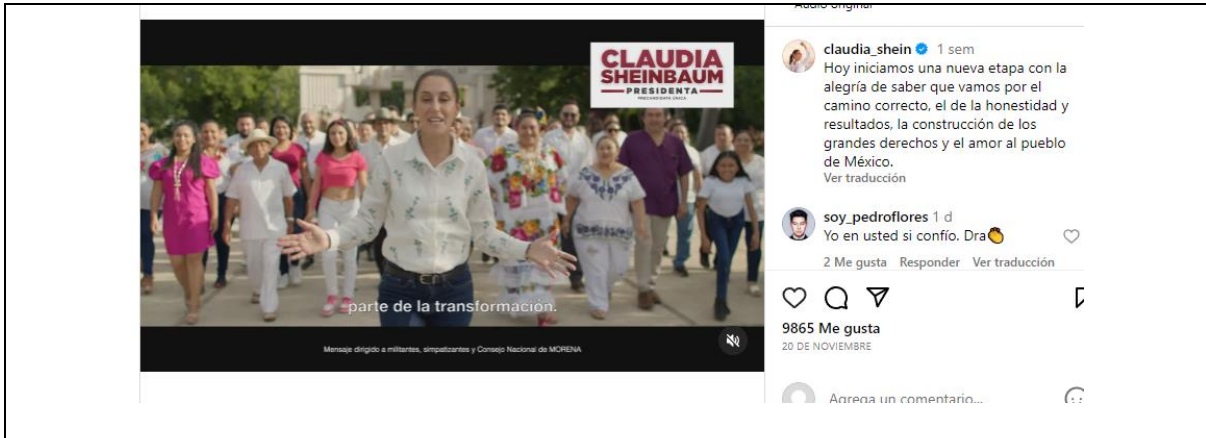 CLAUDIA
SHEINBAUM
PRESIDENTA
PRECANDIDATA ÚNICA
parte de la transformación.
Mensaje dirigido a militantes, simpatizantes y Consejo Nacional de MORENA
Audio original
claudia_shein 1 sem
Hoy iniciamos una nueva etapa con la
alegría de saber que vamos por el
camino correcto, el de la honestidad y
resultados, la construcción de los
grandes derechos y el amor al pueblo
de México.
Ver traducción
soy_pedroflores 1 d
Yo en usted si confío. Dra👏
2 Me gusta Responder Ver traducción
9865 Me gusta
20 DE NOVIEMBRE
Agrega un comentario...